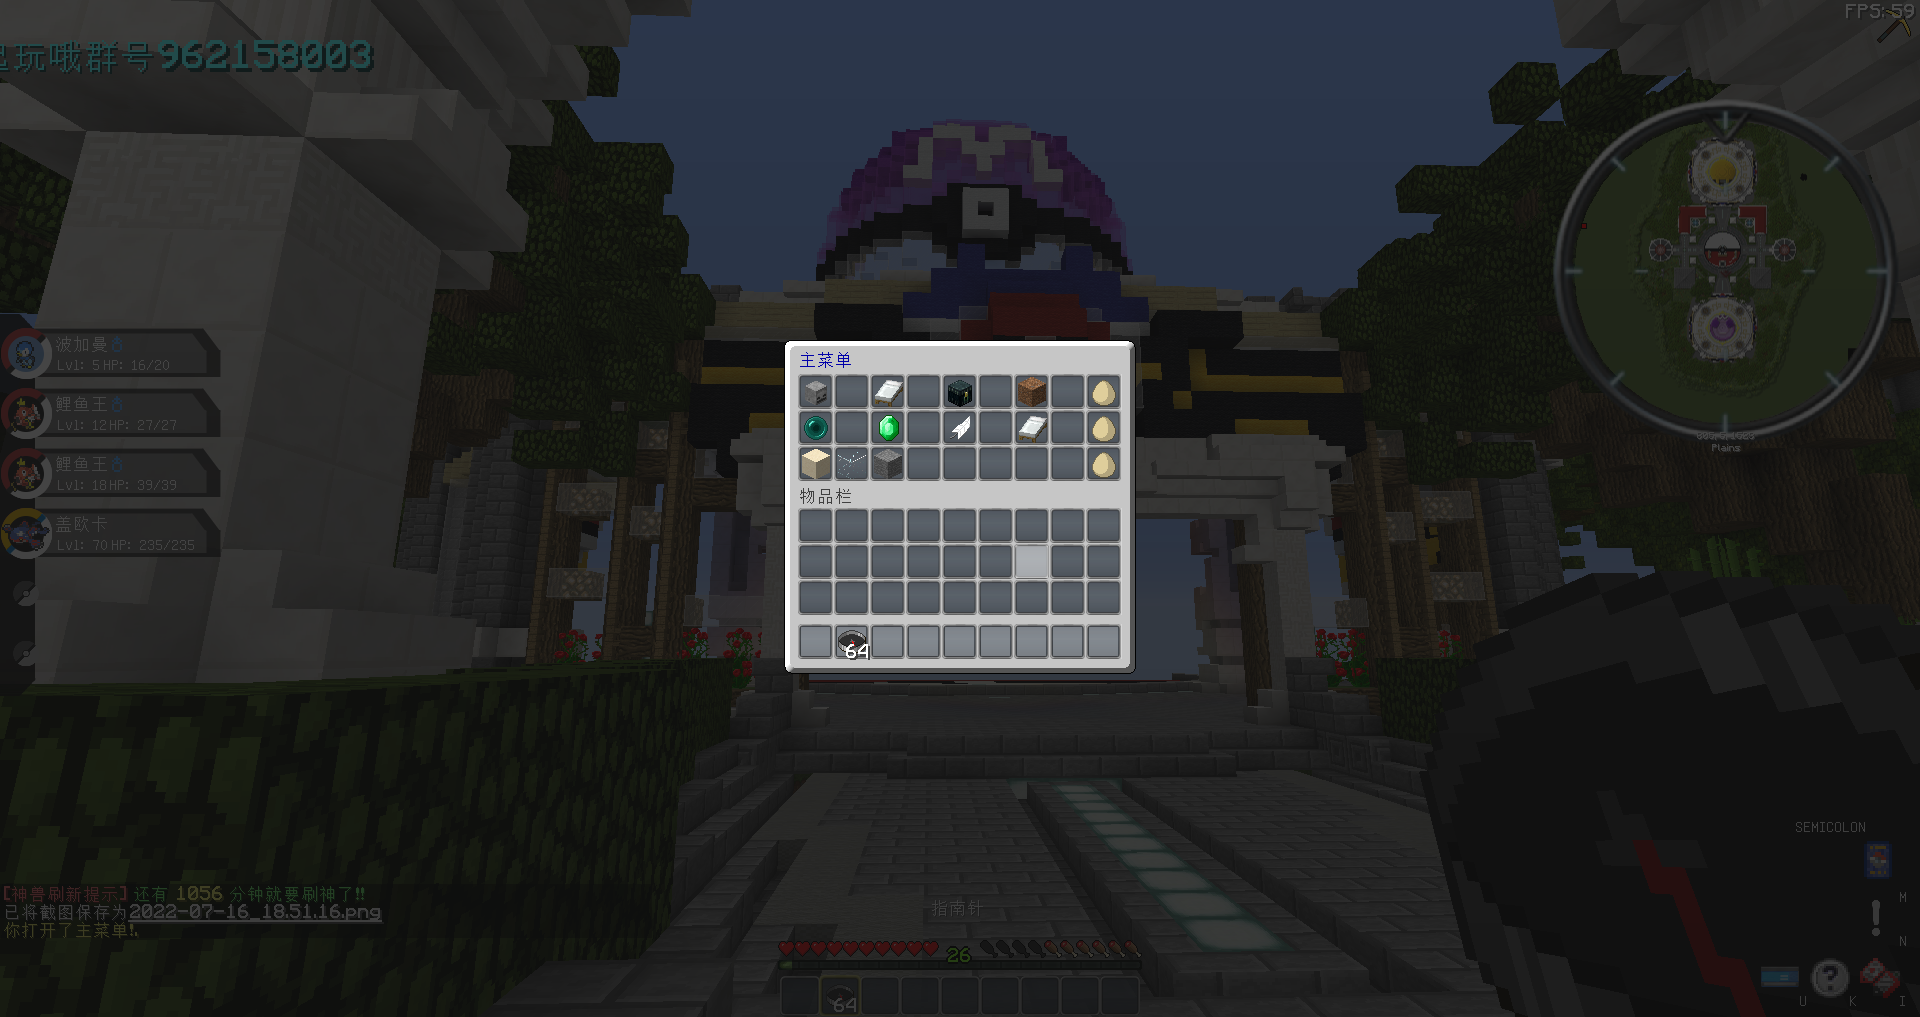 FPS: 59
玩哦群号962158003
主菜单
物品栏
64
波加曼♂
Lvl: 5 HP: 16/20
鲤鱼王♂
Lvl: 12 HP: 27/27
鲤鱼王♂
Lvl: 18 HP: 39/39
盖欧卡
Lvl: 70 HP: 235/235
Plains
SEMICOLON
[神兽刷新提示] 还有 1056 分钟就要刷神了!!
已将截图保存为2022-07-16_18.51.16.png
你打开了主菜单!.
指南针
26
64
M
N
U
K
I